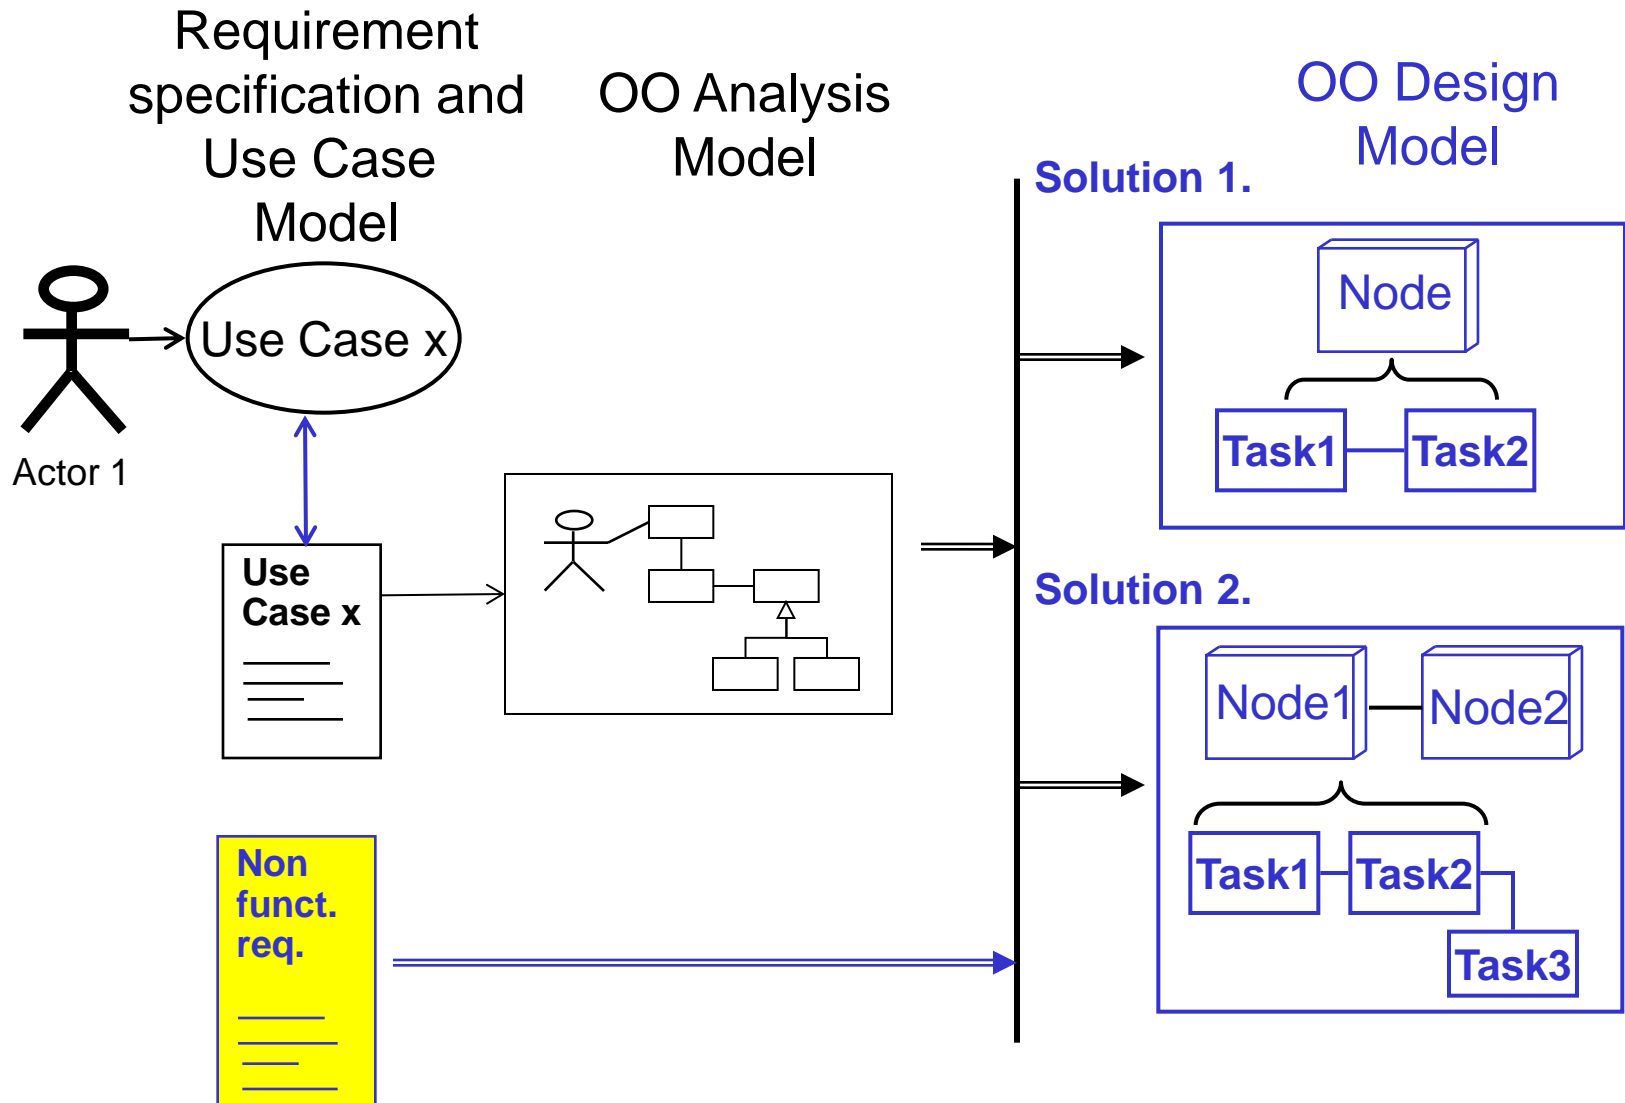 Requirement
specification and
Use Case
Model
OO Analysis
Model
OO Design
Model
Solution 1.
Use Case x
Actor 1
Node
Task1
Task2
Use
Case x
Solution 2.
Node1
Node2
Task1
Task2
Task3
Non
funct.
req.